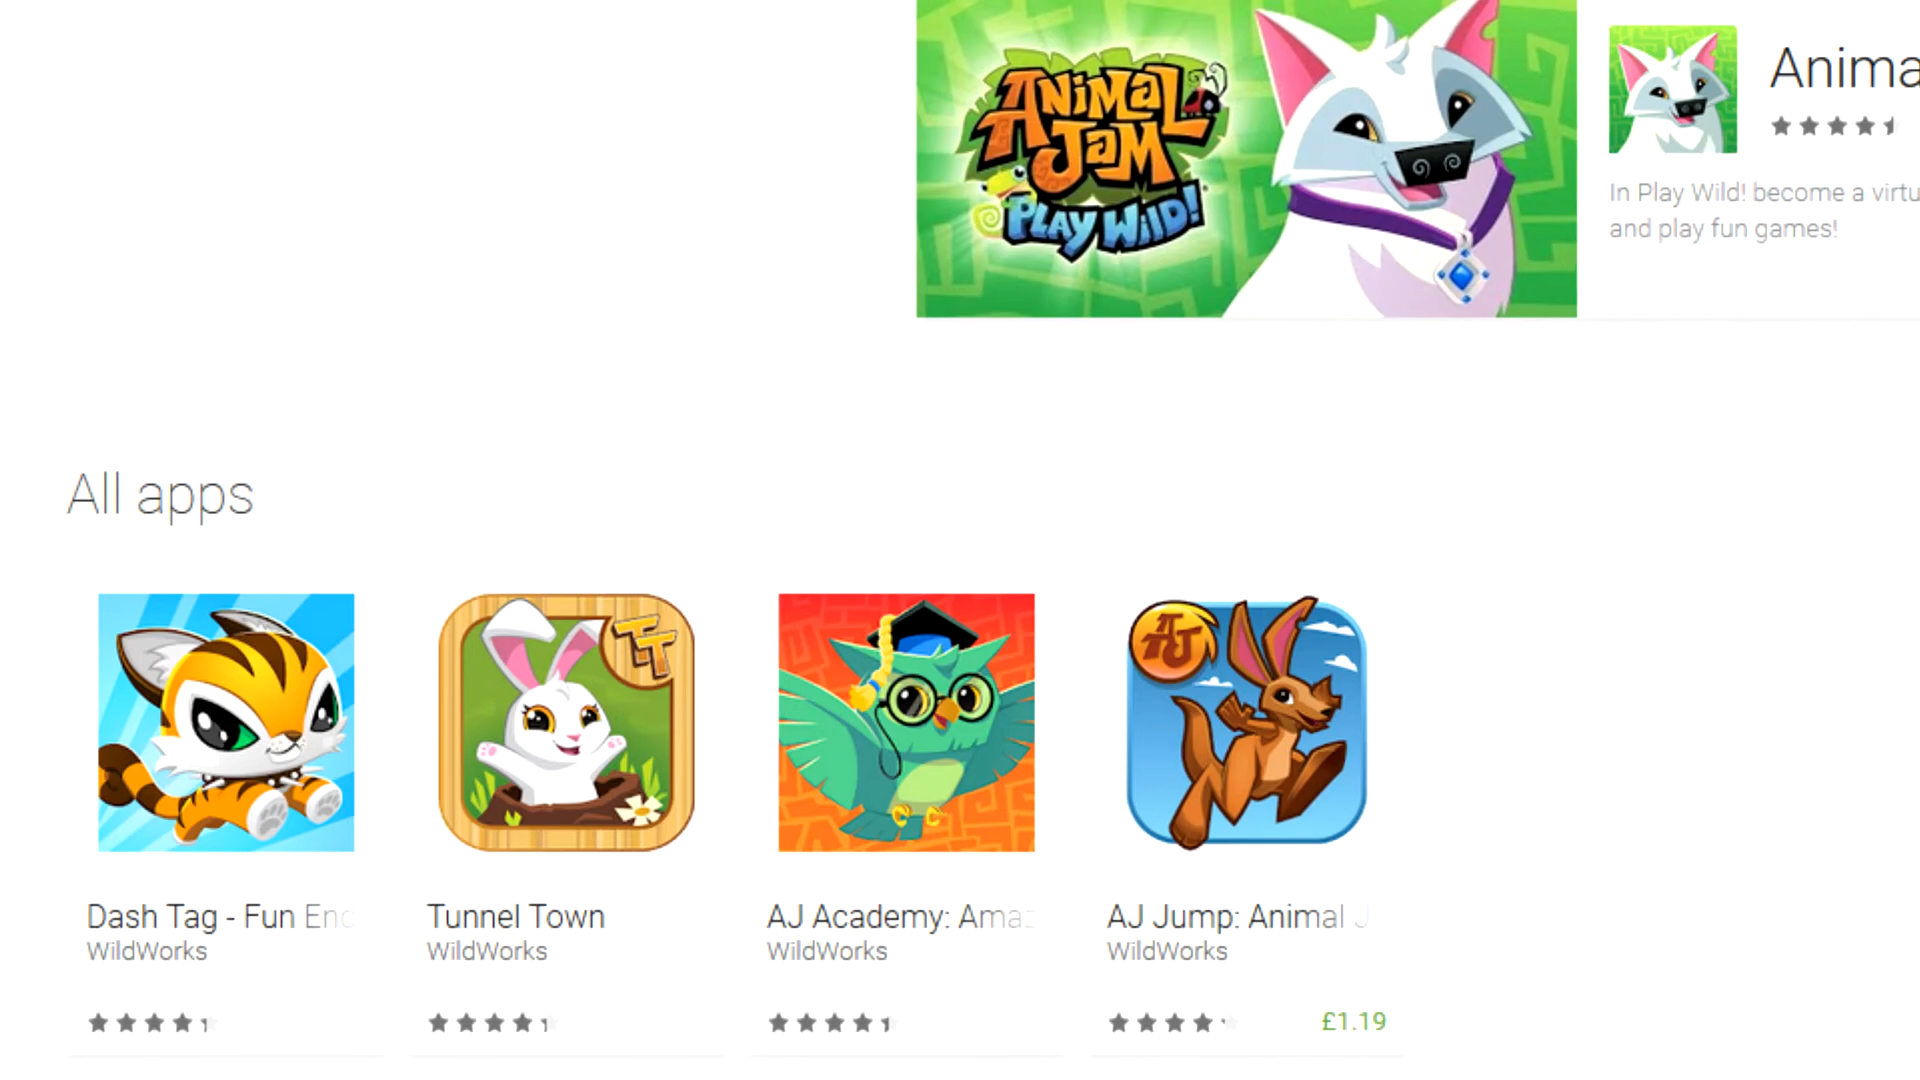 ANIMAL
JAM
PLAY WILD!
Anima
In Play Wild! become a virtu
and play fun games!
All apps
TT
AJ
Dash Tag - Fun En
Tunnel Town
AJ Academy: Ama
AJ Jump: Animal J
WildWorks
WildWorks
WildWorks
WildWorks
£1.19